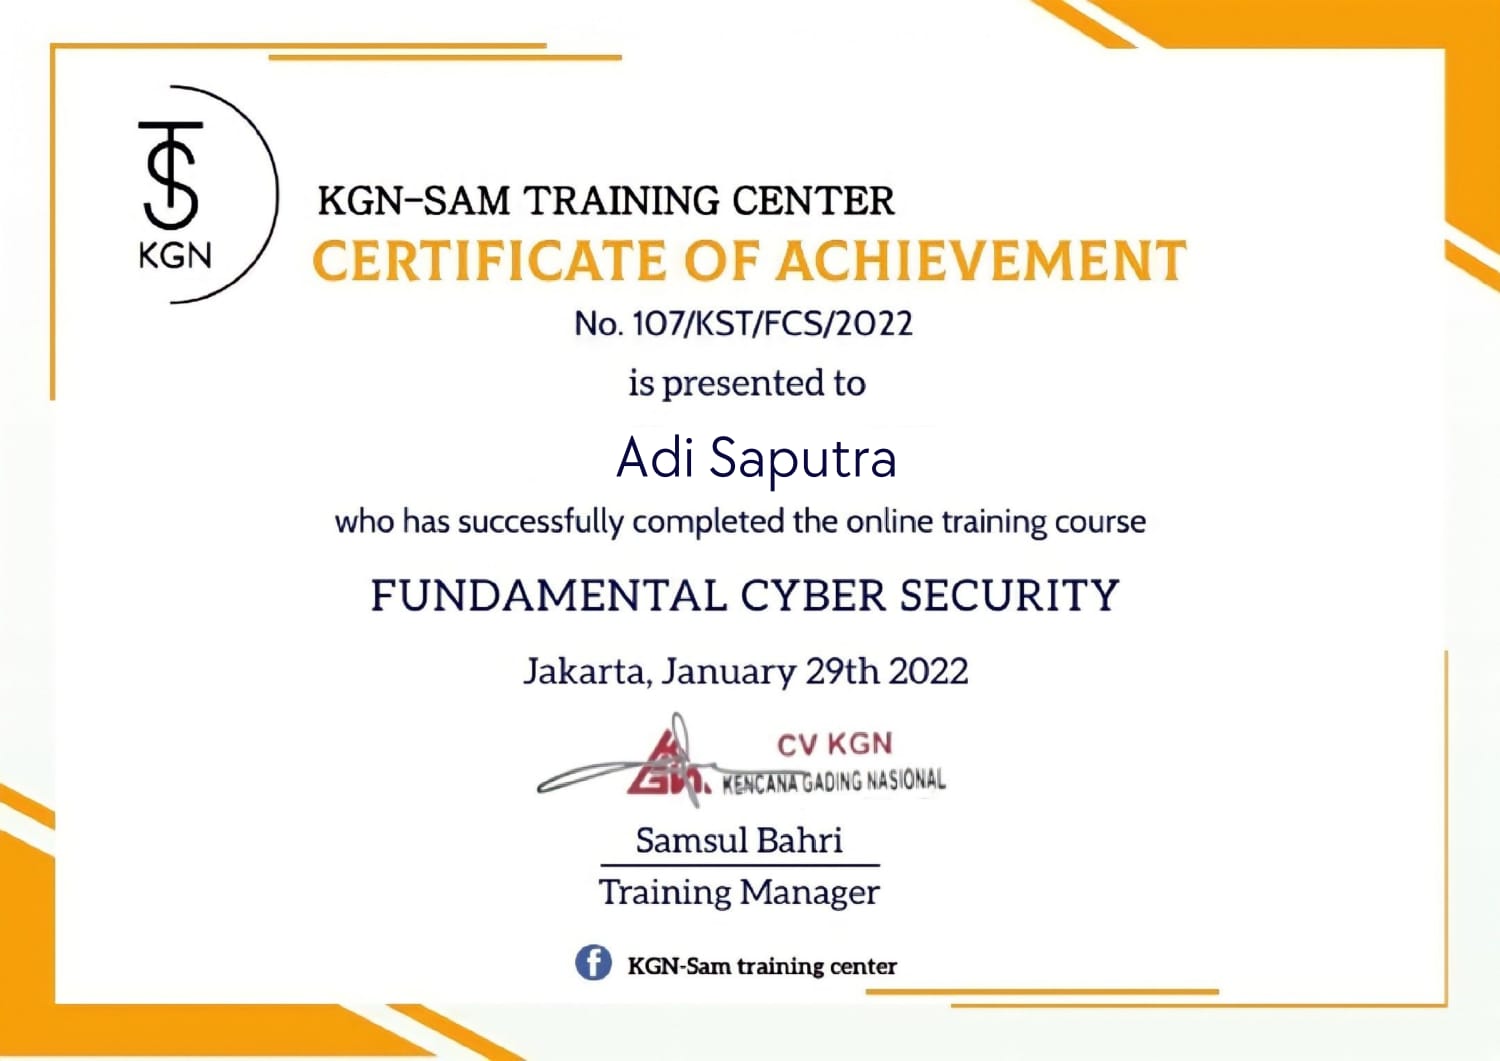 TS
KGN
KGN-SAM TRAINING CENTER
CERTIFICATE OF ACHIEVEMENT
No. 107/KST/FCS/2022
is presented to
Adi Saputra
who has successfully completed the online training course
FUNDAMENTAL CYBER SECURITY
Jakarta, January 29th 2022
CV KGN
KENCANA GADING NASIONAL
Samsul Bahri
Training Manager
f KGN-Sam training center